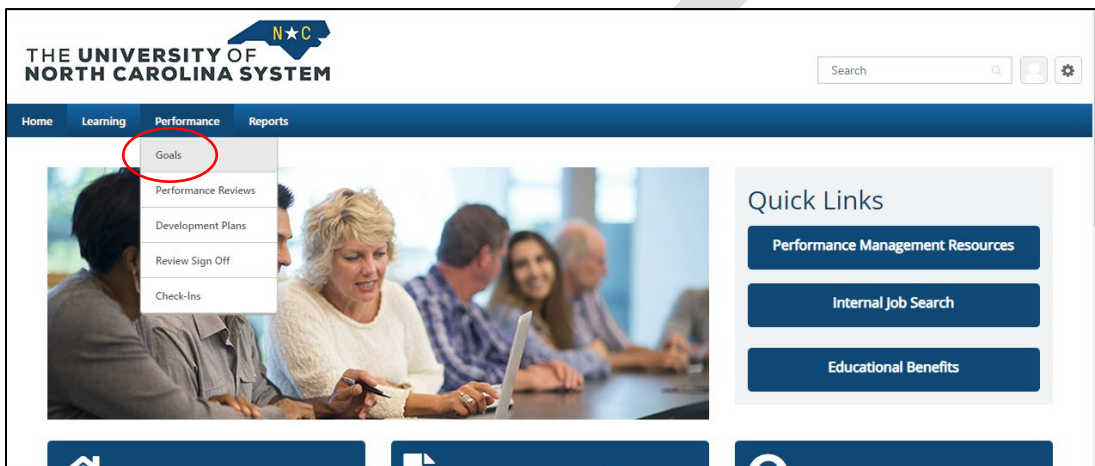 N★C
THE UNIVERSITY OF
NORTH CAROLINA SYSTEM
Search
Home Learning Performance Reports
Goals
Performance Reviews
Development Plans
Review Sign Off
Check-Ins
Quick Links
Performance Management Resources
Internal Job Search
Educational Benefits